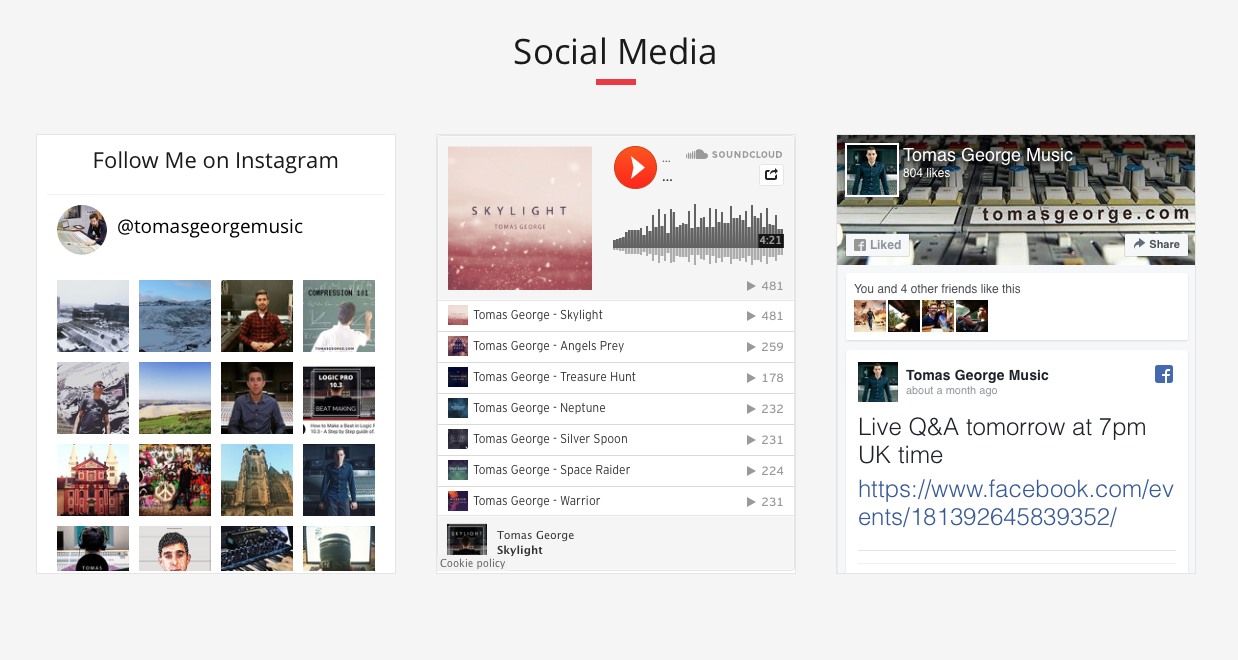 Social Media
Follow Me on Instagram
@tomasgeorgemusic
COMPRESSION 101
TOMASGEORGE.COM
LOGIC PRO
10.3
BEAT MAKING
How to Make a Beat in Logic P
10.3 - A Step by Step guide of
TOMAS
SKYLIGHT
TOMAS GEORGE
...
...
SOUNDCLOUD
4:21
481
Tomas George - Skylight 481
Tomas George - Angels Prey 259
Tomas George - Treasure Hunt 178
Tomas George - Neptune 232
Tomas George - Silver Spoon 231
Tomas George - Space Raider 224
Tomas George - Warrior 231
SKYLIGHT
Tomas George
Skylight
Cookie policy
Tomas George Music
804 likes
tomasgeorge.com
Liked
Share
You and 4 other friends like this
Tomas George Music
about a month ago
Live Q&A tomorrow at 7pm
UK time
https://www.facebook.com/ev
ents/181392645839352/